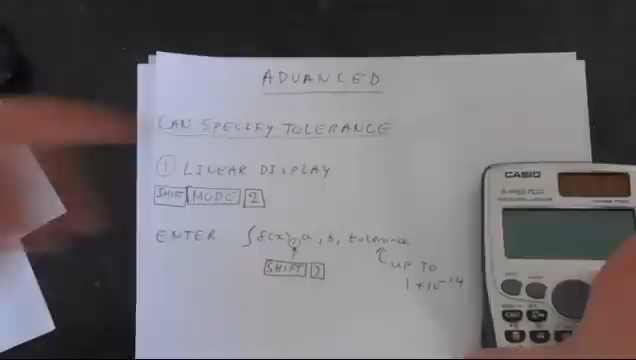 ADVANCED
CAN SPECIFY TOLERANCE
① LINEAR DISPLAY
SHIFT MODE 2
ENTER ∫f(x), a, b, tolerance
SHIFT )
UP TO
1×10⁻¹⁴
CASIO